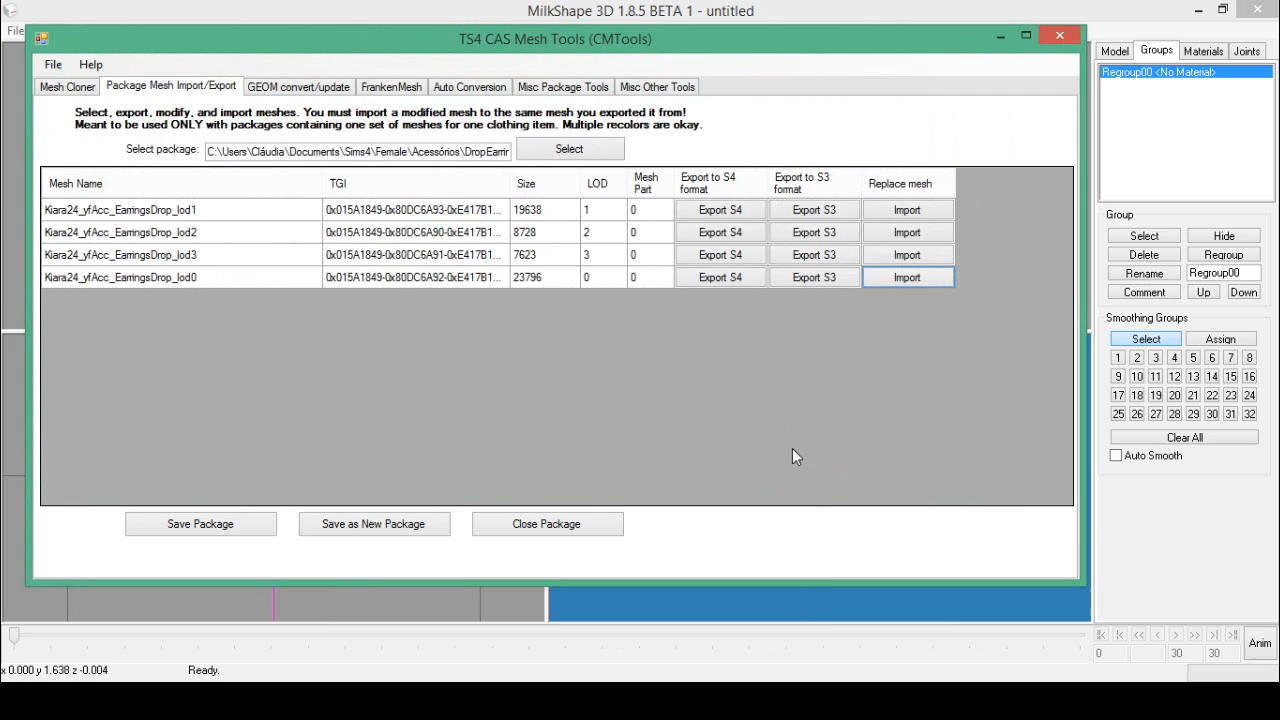 MilkShape 3D 1.8.5 BETA 1 - untitled
File
TS4 CAS Mesh Tools (CMTools)
File Help
Mesh Cloner Package Mesh Import/Export GEOM convert/update FrankenMesh Auto Conversion Misc Package Tools Misc Other Tools
Select, export, modify, and import meshes. You must import a modified mesh to the same mesh you exported it from!
Meant to be used ONLY with packages containing one set of meshes for one clothing item. Multiple recolors are okay.
Select package: C:\Users\Cláudia\Documents\Sims4\Female\Acessórios\DropEarrir Select
Mesh Name TGI Size LOD Mesh Part Export to S4 format Export to S3 format Replace mesh
Kiara24_yfAcc_EarringsDrop_lod1 0x015A1849-0x80DC6A93-0xE417B1... 19638 1 0 Export S4 Export S3 Import
Kiara24_yfAcc_EarringsDrop_lod2 0x015A1849-0x80DC6A90-0xE417B1... 8728 2 0 Export S4 Export S3 Import
Kiara24_yfAcc_EarringsDrop_lod3 0x015A1849-0x80DC6A91-0xE417B1... 7623 3 0 Export S4 Export S3 Import
Kiara24_yfAcc_EarringsDrop_lod0 0x015A1849-0x80DC6A92-0xE417B1... 23796 0 0 Export S4 Export S3 Import
Save Package Save as New Package Close Package
Model Groups Materials Joints
Regroup00 <No Material>
Group
Select Hide
Delete Regroup
Rename Regroup00
Comment Up Down
Smoothing Groups
Select Assign
1 2 3 4 5 6 7 8
9 10 11 12 13 14 15 16
17 18 19 20 21 22 23 24
25 26 27 28 29 30 31 32
Clear All
Auto Smooth
0 30 30 Anim
x 0.000 y 1.638 z -0.004 Ready.